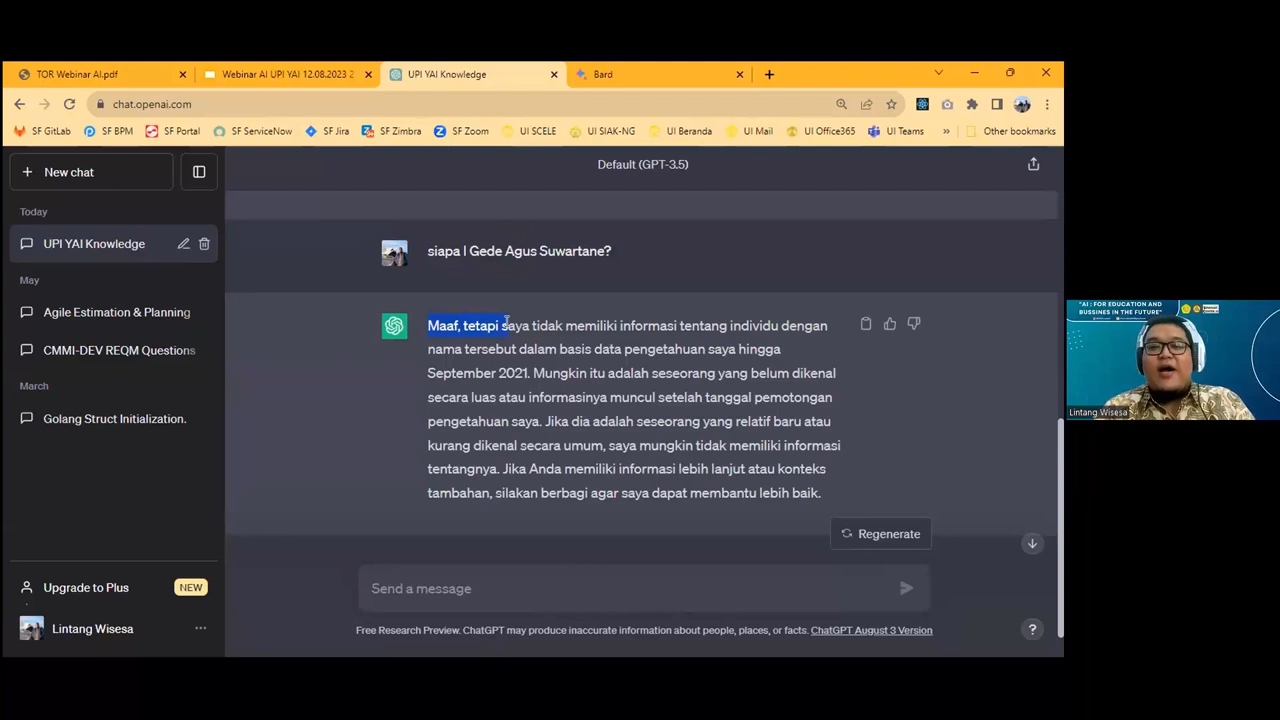 TOR Webinar AI.pdf
Webinar AI UPI YAI 12.08.2023 2
UPI YAI Knowledge
Bard
chat.openai.com
SF GitLab
SF BPM
SF Portal
SF ServiceNow
SF Jira
SF Zimbra
SF Zoom
UI SCELE
UI SIAK-NG
UI Beranda
UI Mail
UI Office365
UI Teams
Other bookmarks
New chat
Default (GPT-3.5)
Today
UPI YAI Knowledge
May
Agile Estimation & Planning
CMMI-DEV REQM Questions
March
Golang Struct Initialization.
Upgrade to Plus
NEW
Lintang Wisesa
siapa I Gede Agus Suwartane?
Maaf, tetapi saya tidak memiliki informasi tentang individu dengan
nama tersebut dalam basis data pengetahuan saya hingga
September 2021. Mungkin itu adalah seseorang yang belum dikenal
secara luas atau informasinya muncul setelah tanggal pemotongan
pengetahuan saya. Jika dia adalah seseorang yang relatif baru atau
kurang dikenal secara umum, saya mungkin tidak memiliki informasi
tentangnya. Jika Anda memiliki informasi lebih lanjut atau konteks
tambahan, silakan berbagi agar saya dapat membantu lebih baik.
Regenerate
Send a message
Free Research Preview. ChatGPT may produce inaccurate information about people, places, or facts. ChatGPT August 3 Version
"AI : FOR EDUCATION AND
BUSSINES IN THE FUTURE"
Lintang Wisesa